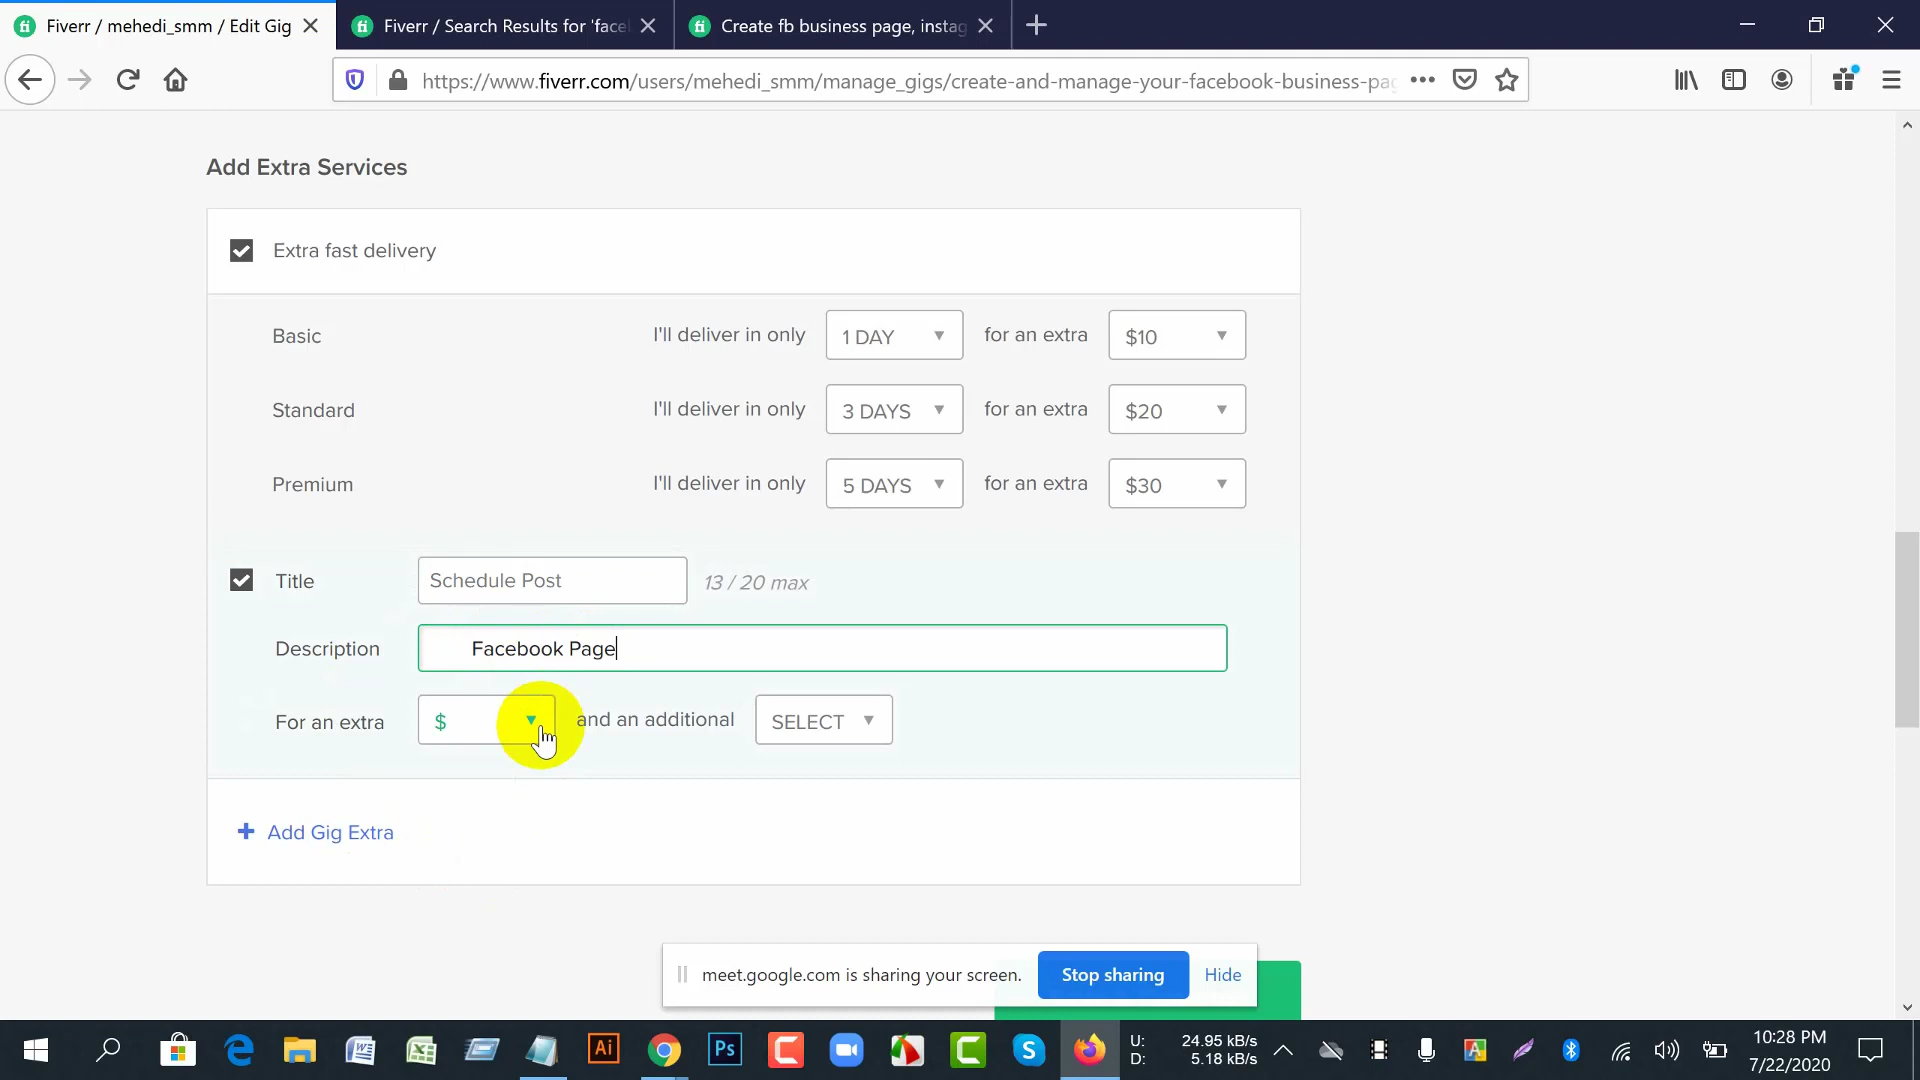 Fiverr / mehedi_smm / Edit Gig
Fiverr / Search Results for 'face
Create fb business page, instag
https://www.fiverr.com/users/mehedi_smm/manage_gigs/create-and-manage-your-facebook-business-pag
Add Extra Services
Extra fast delivery
Basic I'll deliver in only 1 DAY for an extra $10
Standard I'll deliver in only 3 DAYS for an extra $20
Premium I'll deliver in only 5 DAYS for an extra $30
Title Schedule Post 13 / 20 max
Description Facebook Page
For an extra $ and an additional SELECT
+ Add Gig Extra
meet.google.com is sharing your screen. Stop sharing Hide
U: 24.95 kB/s
D: 5.18 kB/s
10:28 PM
7/22/2020